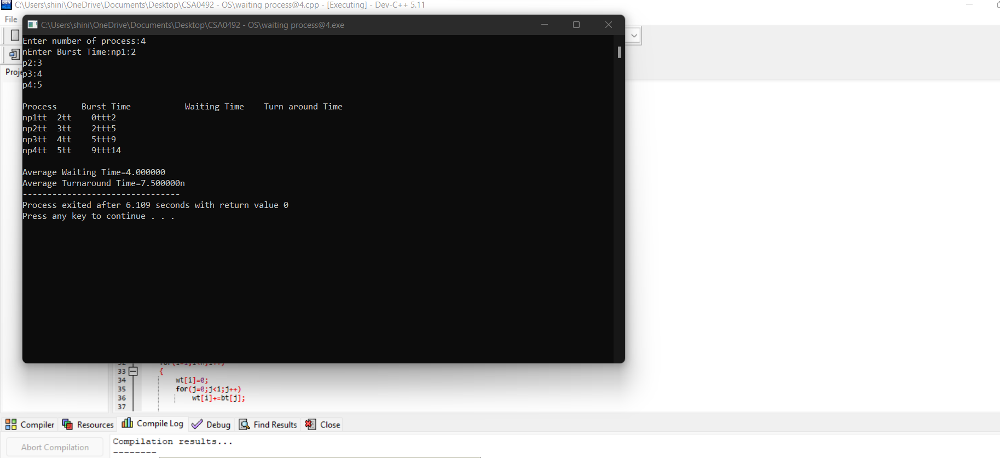 C:\Users\shini\OneDrive\Documents\Desktop\CSA0492 - OS\waiting process@4.cpp - [Executing] - Dev-C++ 5.11
File
C:\Users\shini\OneDrive\Documents\Desktop\CSA0492 - OS\waiting process@4.exe
Enter number of process:4
nEnter Burst Time:np1:2
p2:3
p3:4
p4:5
Proje
Process     Burst Time           Waiting Time    Turn around Time
np1tt  2tt    0ttt2
np2tt  3tt    2ttt5
np3tt  4tt    5ttt9
np4tt  5tt    9ttt14
Average Waiting Time=4.000000
Average Turnaround Time=7.500000n
--------------------------------
Process exited after 6.109 seconds with return value 0
Press any key to continue . . .
33 {
34 wt[i]=0;
35 for(j=0;j<i;j++)
36 wt[i]+=bt[j];
37
Compiler Resources Compile Log Debug Find Results Close
Abort Compilation
Compilation results...
--------